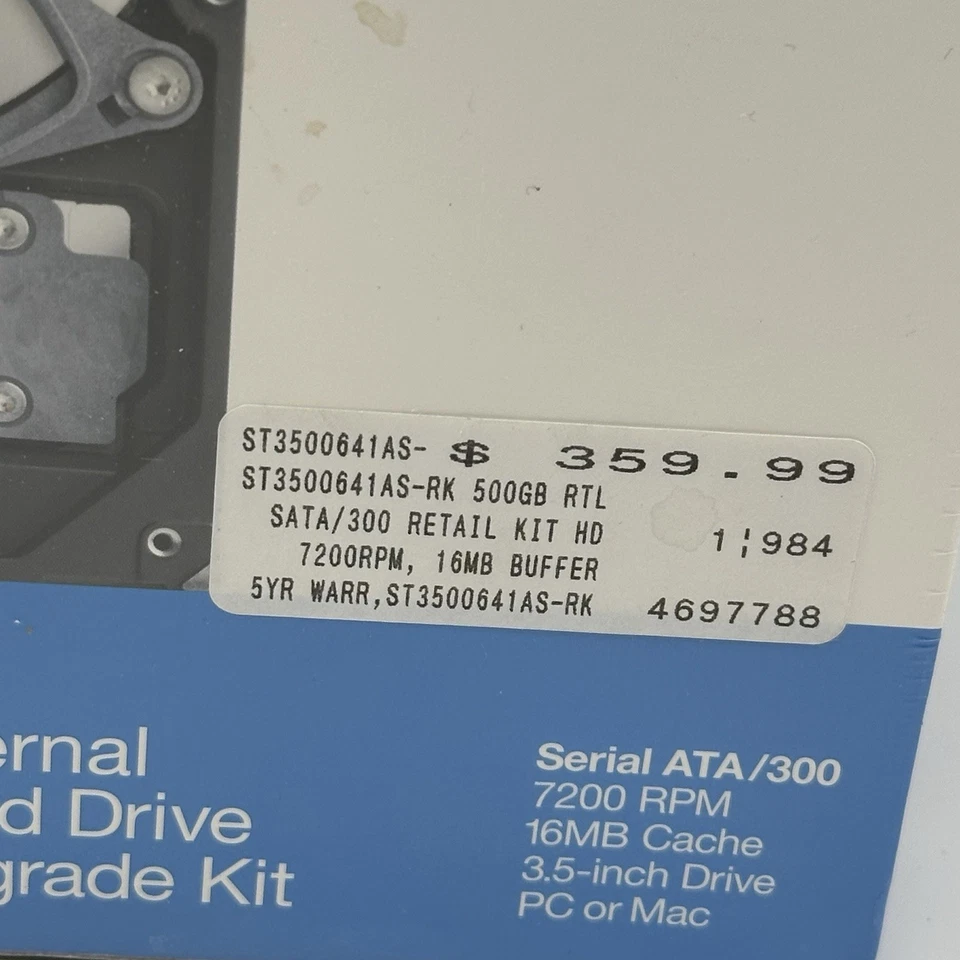 ST3500641AS- $ 359.99
ST3500641AS-RK 500GB RTL
SATA/300 RETAIL KIT HD 1¦984
7200RPM, 16MB BUFFER
5YR WARR,ST3500641AS-RK 4697788
ernal
d Drive
grade Kit
Serial ATA/300
7200 RPM
16MB Cache
3.5-inch Drive
PC or Mac